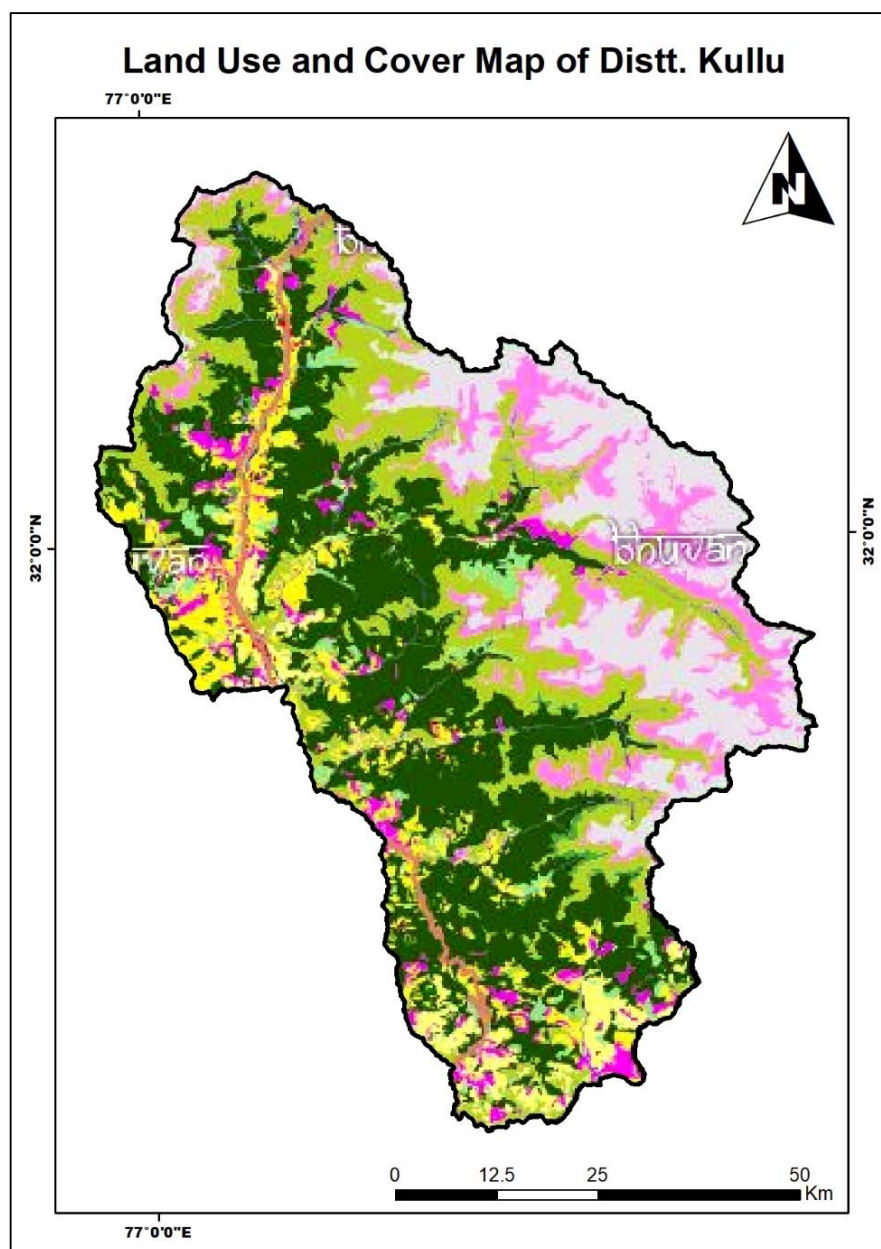 Land Use and Cover Map of Distt. Kullu
77°0'0"E
N
32°0'0"N
32°0'0"N
bhuvan
0 12.5 25 50
Km
77°0'0"E